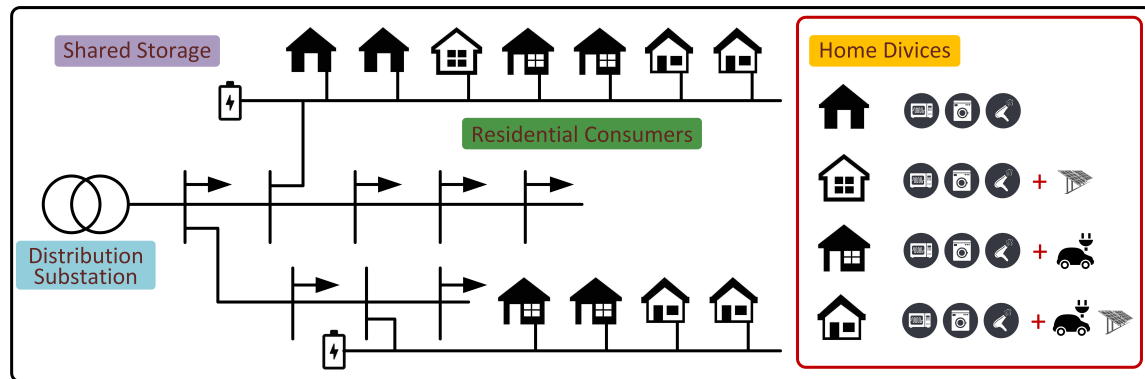 Shared Storage
Home Divices
Residential Consumers
Distribution
Substation